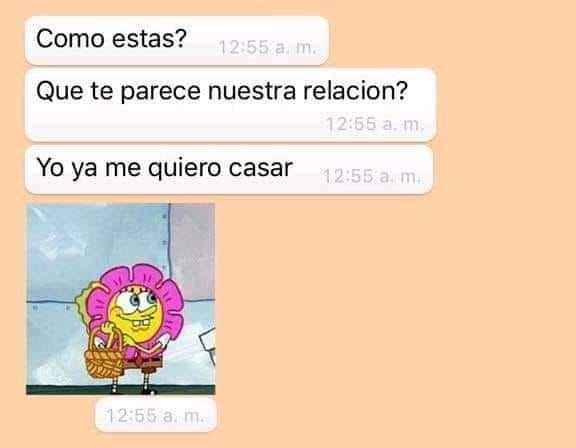 Como estas? 12:55 a. m.
Que te parece nuestra relacion?
12:55 a. m.
Yo ya me quiero casar 12:55 a. m.
12:55 a. m.